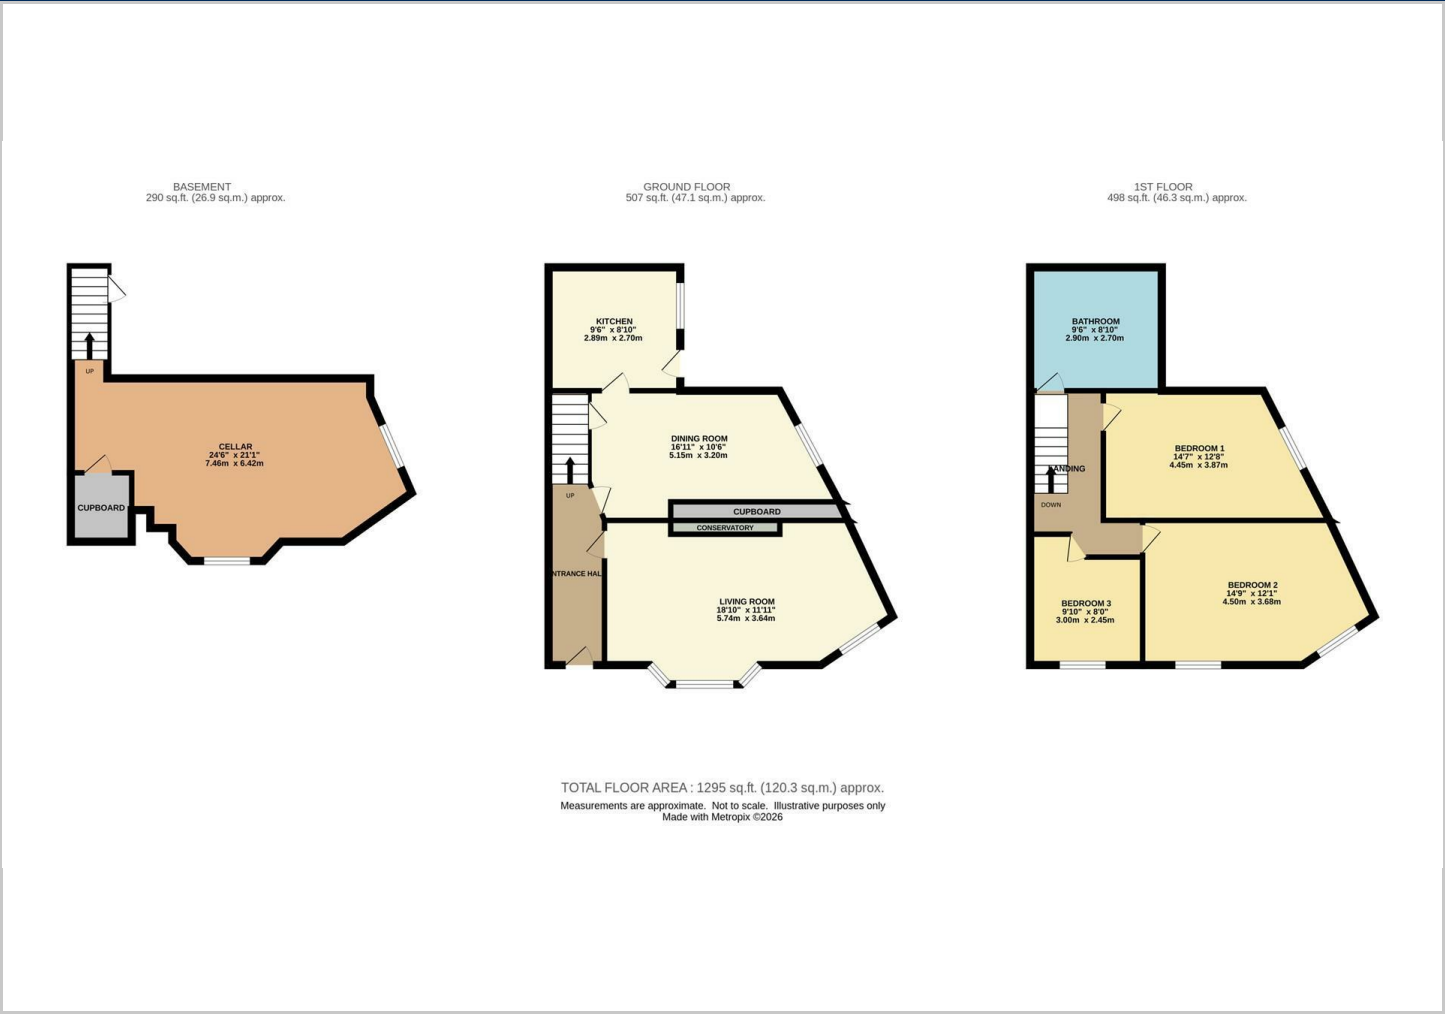 BASEMENT
290 sq.ft. (26.9 sq.m.) approx.
GROUND FLOOR
507 sq.ft. (47.1 sq.m.) approx.
1ST FLOOR
498 sq.ft. (46.3 sq.m.) approx.
UP
CELLAR
24'6" x 21'1"
7.46m x 6.42m
CUPBOARD
KITCHEN
9'6" x 8'10"
2.89m x 2.70m
DINING ROOM
16'11" x 10'6"
5.15m x 3.20m
UP
CUPBOARD
CONSERVATORY
NTRANCE HAL
LIVING ROOM
18'10" x 11'11"
5.74m x 3.64m
BATHROOM
9'6" x 8'10"
2.90m x 2.70m
BEDROOM 1
14'7" x 12'8"
4.45m x 3.87m
LANDING
DOWN
BEDROOM 2
14'9" x 12'1"
4.50m x 3.68m
BEDROOM 3
9'10" x 8'0"
3.00m x 2.45m
TOTAL FLOOR AREA : 1295 sq.ft. (120.3 sq.m.) approx.
Measurements are approximate. Not to scale. Illustrative purposes only
Made with Metropix ©2026